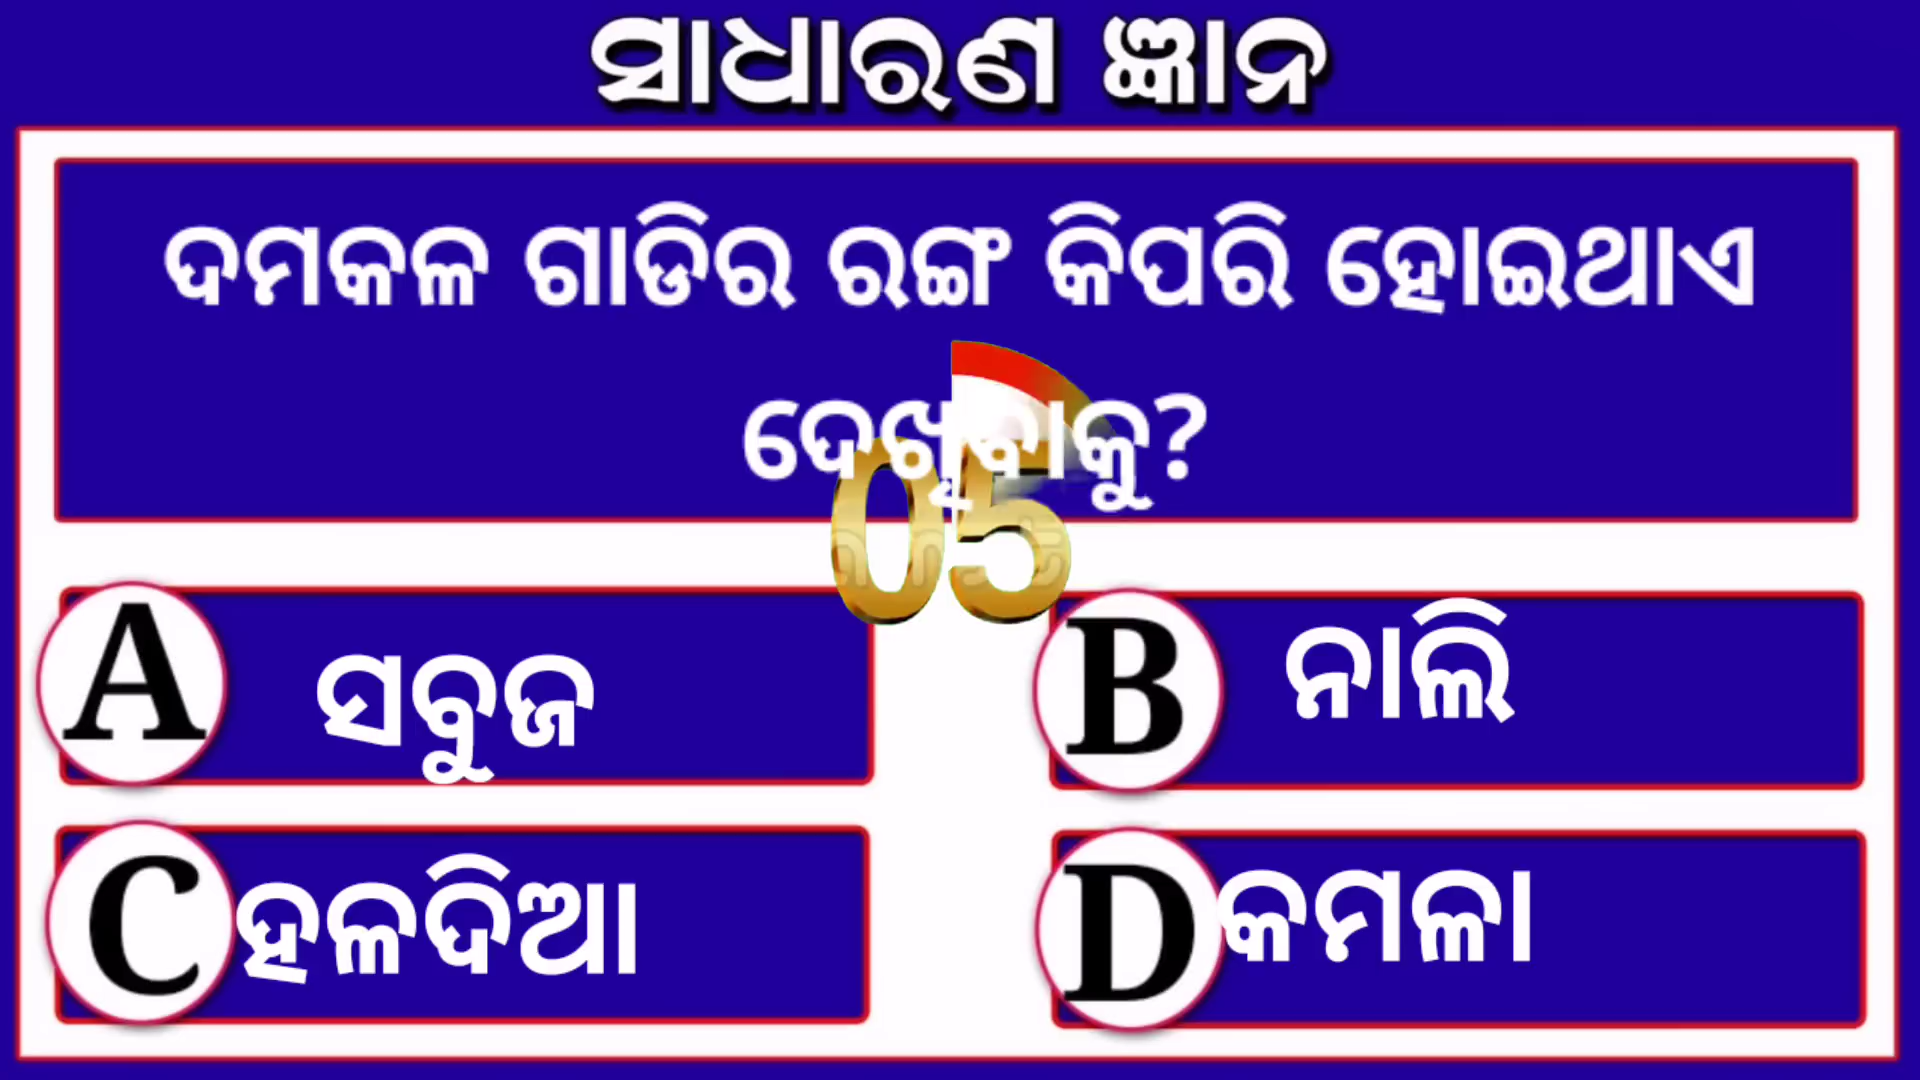 ସାଧାରଣ ଜ୍ଞାନ
ଦମକଳ ଗାଡିର ରଙ୍ଗ କିପରି ହୋଇଥାଏ
ଦେଖିବାକୁ?
05
A ସବୁଜ
B ନାଲି
C ହଳଦିଆ
D କମଳା